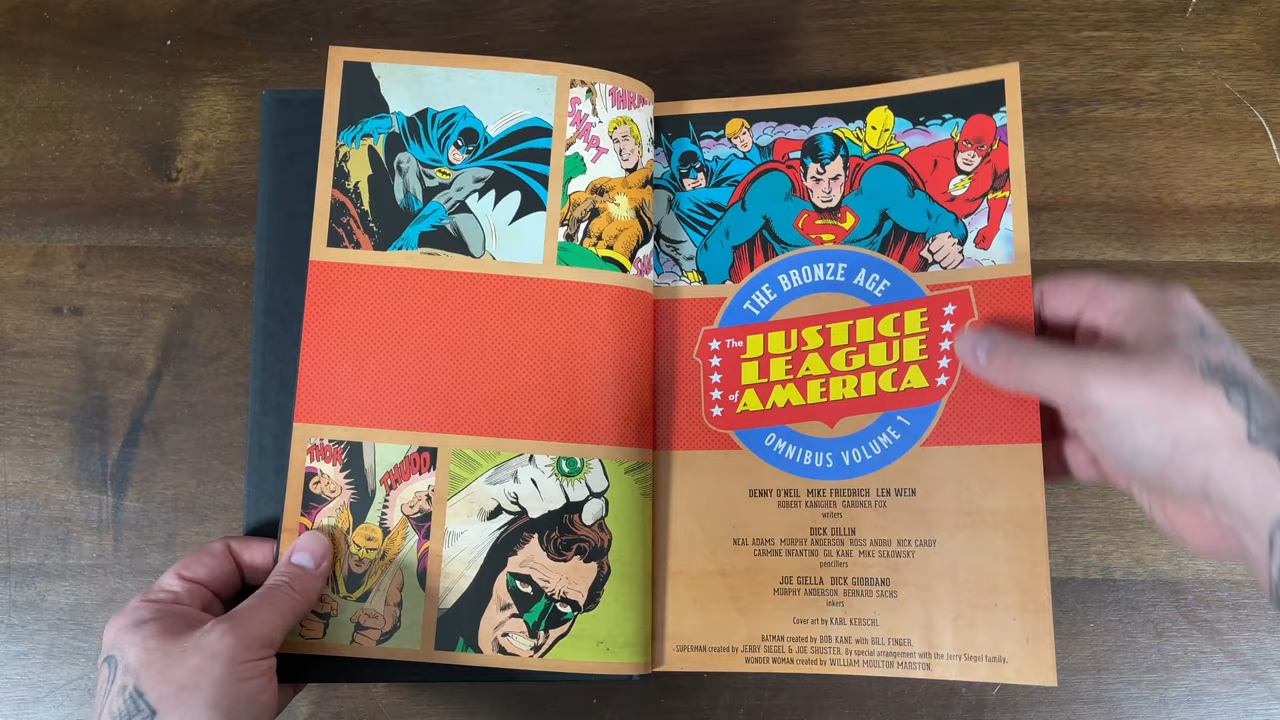 SNAP!
THOK
THUDD
THE BRONZE AGE
The JUSTICE
LEAGUE
of AMERICA
OMNIBUS VOLUME 1
DENNY O'NEIL MIKE FRIEDRICH LEN WEIN
ROBERT KANIGHER GARDNER FOX
writers
DICK DILLIN
NEAL ADAMS MURPHY ANDERSON ROSS ANDRU NICK CARDY
CARMINE INFANTINO GIL KANE MIKE SEKOWSKY
pencillers
JOE GIELLA DICK GIORDANO
MURPHY ANDERSON BERNARD SACHS
inkers
Cover art by KARL KERSCHL
BATMAN created by BOB KANE with BILL FINGER.
SUPERMAN created by JERRY SIEGEL & JOE SHUSTER. By special arrangement with the Jerry Siegel family.
WONDER WOMAN created by WILLIAM MOULTON MARSTON.